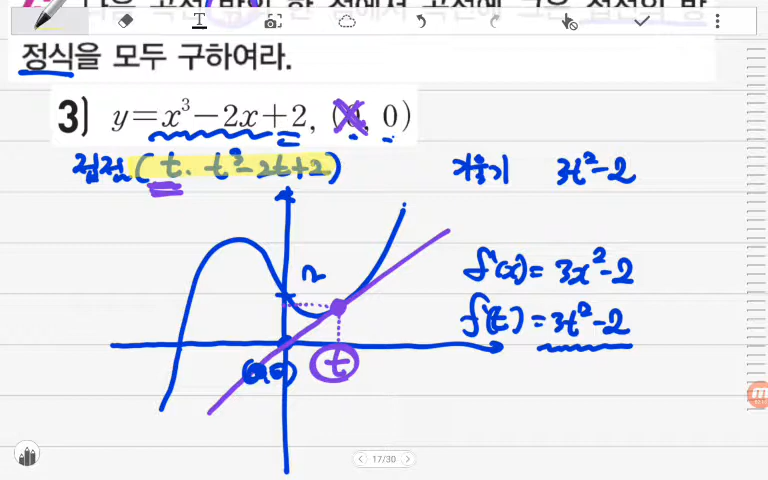 정식을 모두 구하여라.
3) y=x³-2x+2, (0, 0)
접점 (t, t³-2t+2) 기울기 3t²-2
2
f'(x)=3x²-2
f'(t)=3t²-2
(0,0) t
17/30